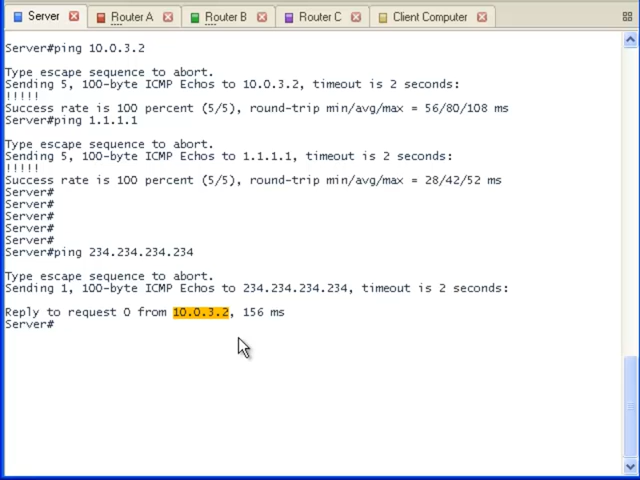 Server Router A Router B Router C Client Computer
Server#ping 10.0.3.2
Type escape sequence to abort.
Sending 5, 100-byte ICMP Echos to 10.0.3.2, timeout is 2 seconds:
!!!!!
Success rate is 100 percent (5/5), round-trip min/avg/max = 56/80/108 ms
Server#ping 1.1.1.1
Type escape sequence to abort.
Sending 5, 100-byte ICMP Echos to 1.1.1.1, timeout is 2 seconds:
!!!!!
Success rate is 100 percent (5/5), round-trip min/avg/max = 28/42/52 ms
Server#
Server#
Server#
Server#
Server#
Server#ping 234.234.234.234
Type escape sequence to abort.
Sending 1, 100-byte ICMP Echos to 234.234.234.234, timeout is 2 seconds:
Reply to request 0 from 10.0.3.2, 156 ms
Server#